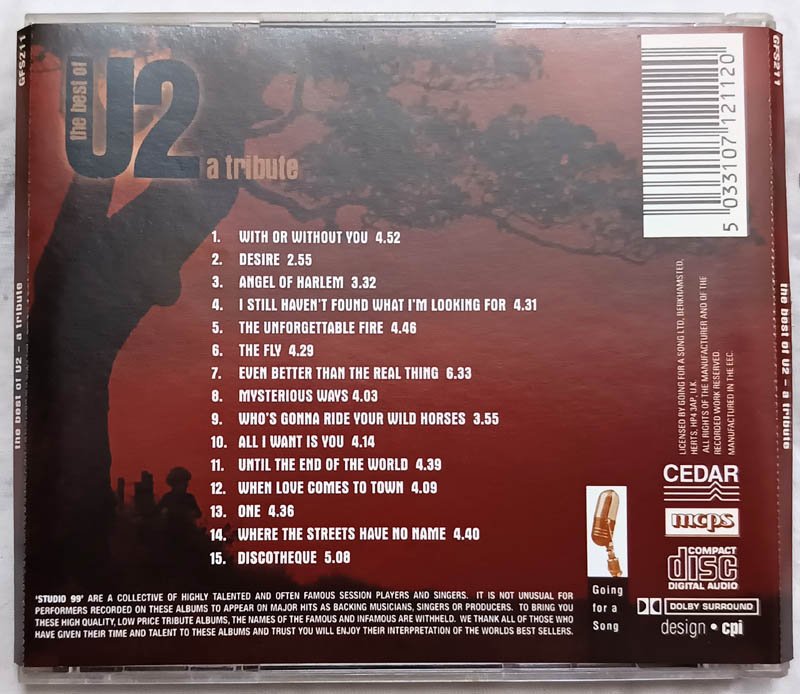 GFS211
the best of U2 - a tribute
the best of
U2
a tribute
5 033107 121120
1. WITH OR WITHOUT YOU 4.52
2. DESIRE 2.55
3. ANGEL OF HARLEM 3.32
4. I STILL HAVEN'T FOUND WHAT I'M LOOKING FOR 4.31
5. THE UNFORGETTABLE FIRE 4.46
6. THE FLY 4.29
7. EVEN BETTER THAN THE REAL THING 6.33
8. MYSTERIOUS WAYS 4.03
9. WHO'S GONNA RIDE YOUR WILD HORSES 3.55
10. ALL I WANT IS YOU 4.14
11. UNTIL THE END OF THE WORLD 4.39
12. WHEN LOVE COMES TO TOWN 4.09
13. ONE 4.36
14. WHERE THE STREETS HAVE NO NAME 4.40
15. DISCOTHEQUE 5.08
'STUDIO 99' ARE A COLLECTIVE OF HIGHLY TALENTED AND OFTEN FAMOUS SESSION PLAYERS AND SINGERS. IT IS NOT UNUSUAL FOR
PERFORMERS RECORDED ON THESE ALBUMS TO APPEAR ON MAJOR HITS AS BACKING MUSICIANS, SINGERS OR PRODUCERS. TO BRING YOU
THESE HIGH QUALITY, LOW PRICE TRIBUTE ALBUMS, THE NAMES OF THE FAMOUS AND INFAMOUS ARE WITHHELD. WE THANK ALL OF THOSE WHO
HAVE GIVEN THEIR TIME AND TALENT TO THESE ALBUMS AND TRUST YOU WILL ENJOY THEIR INTERPRETATION OF THE WORLDS BEST SELLERS.
Going
for a
Song
LICENSED BY GOING FOR A SONG LTD, BERKHAMSTED,
HERTS, HP4 3AP, U.K.
ALL RIGHTS OF THE MANUFACTURER AND OF THE
RECORDED WORK RESERVED
MANUFACTURED IN THE EEC
CEDAR
mcps
COMPACT
disc
DIGITAL AUDIO
DOLBY SURROUND
design • cpi
GFS211
the best of U2 - a tribute